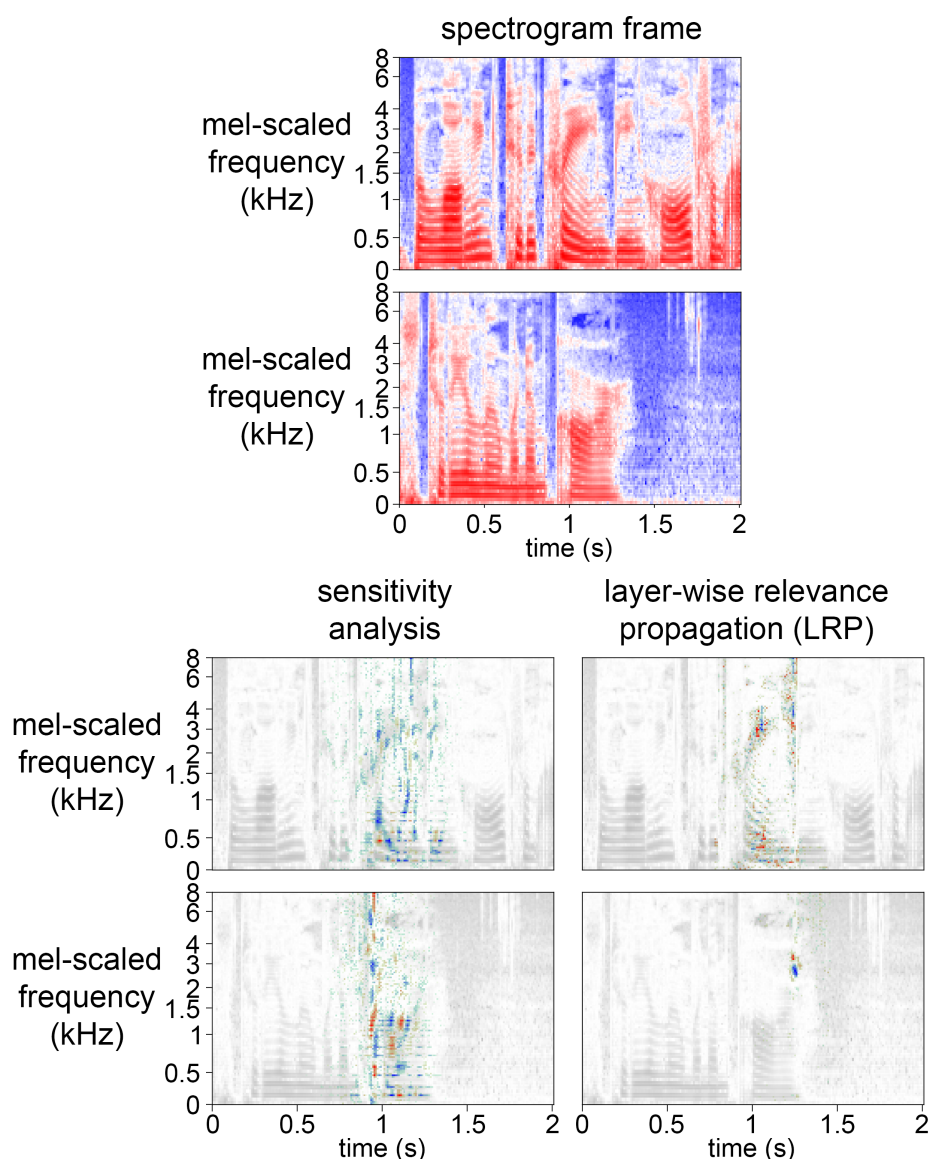 spectrogram frame
mel-scaled
frequency
(kHz)
8
6
4
3
2
1.5
1
0.5
0
mel-scaled
frequency
(kHz)
8
6
4
3
2
1.5
1
0.5
0
0 0.5 1 1.5 2
time (s)
sensitivity
analysis
layer-wise relevance
propagation (LRP)
mel-scaled
frequency
(kHz)
8
6
4
3
2
1.5
1
0.5
0
mel-scaled
frequency
(kHz)
8
6
4
3
2
1.5
1
0.5
0
0 0.5 1 1.5 2
time (s)
0 0.5 1 1.5 2
time (s)